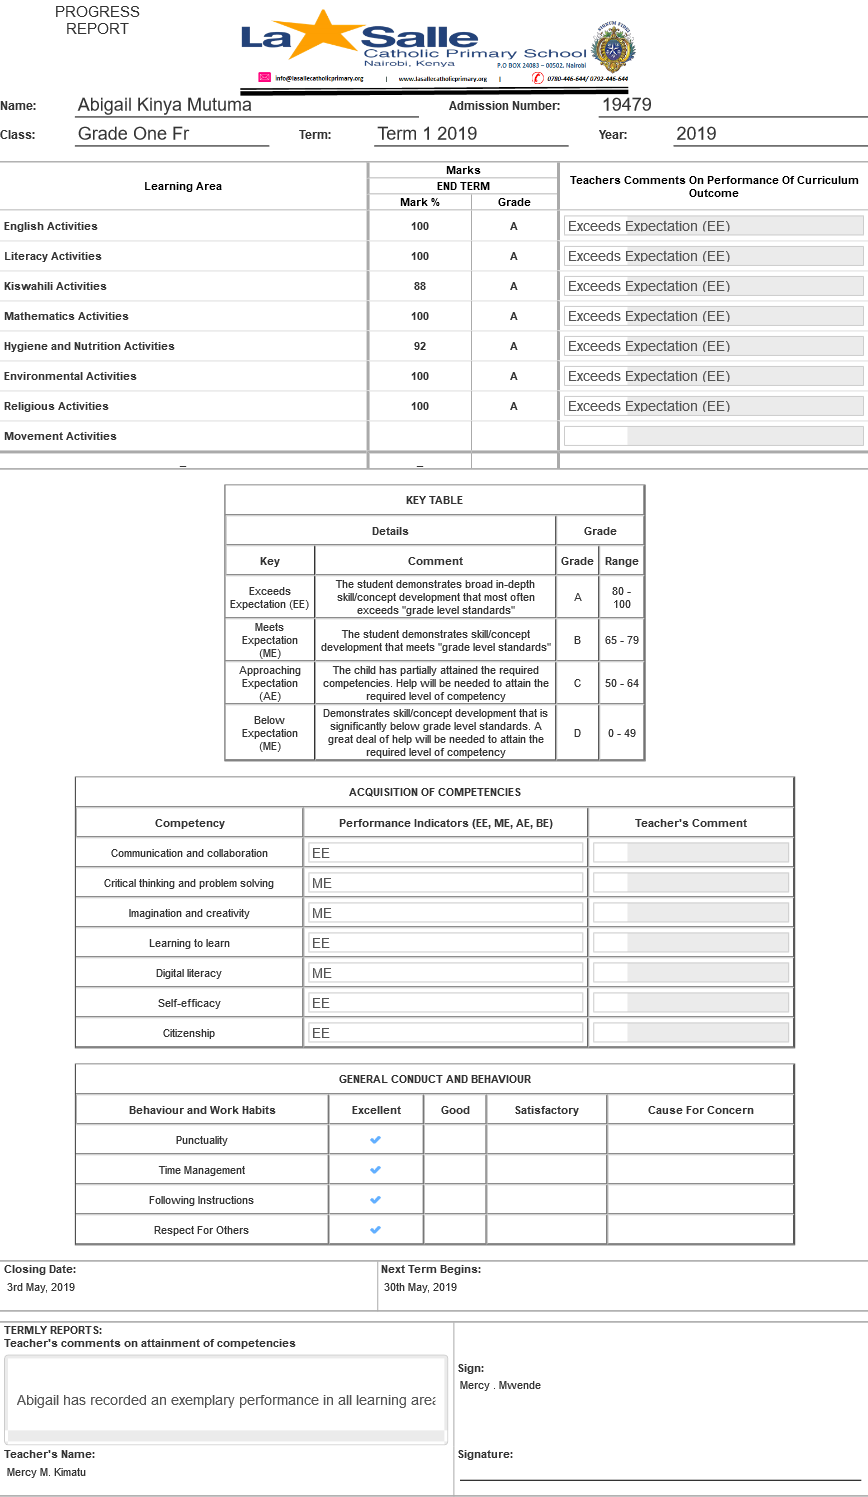 PROGRESS
REPORT
La Salle
Catholic Primary School
Nairobi, Kenya
P.O BOX 24083 – 00502, Nairobi
info@lasallecatholicprimary.org | www.lasallecatholicprimary.org | 0780-446-644/ 0792-446-644
Name: Abigail Kinya Mutuma Admission Number: 19479
Class: Grade One Fr Term: Term 1 2019 Year: 2019
Learning Area Marks Teachers Comments On Performance Of Curriculum Outcome
END TERM
Mark % Grade
English Activities 100 A Exceeds Expectation (EE)
Literacy Activities 100 A Exceeds Expectation (EE)
Kiswahili Activities 88 A Exceeds Expectation (EE)
Mathematics Activities 100 A Exceeds Expectation (EE)
Hygiene and Nutrition Activities 92 A Exceeds Expectation (EE)
Environmental Activities 100 A Exceeds Expectation (EE)
Religious Activities 100 A Exceeds Expectation (EE)
Movement Activities
_ _
KEY TABLE
Details Grade
Key Comment Grade Range
Exceeds Expectation (EE) The student demonstrates broad in-depth skill/concept development that most often exceeds "grade level standards" A 80 - 100
Meets Expectation (ME) The student demonstrates skill/concept development that meets "grade level standards" B 65 - 79
Approaching Expectation (AE) The child has partially attained the required competencies. Help will be needed to attain the required level of competency C 50 - 64
Below Expectation (ME) Demonstrates skill/concept development that is significantly below grade level standards. A great deal of help will be needed to attain the required level of competency D 0 - 49
ACQUISITION OF COMPETENCIES
Competency Performance Indicators (EE, ME, AE, BE) Teacher's Comment
Communication and collaboration EE
Critical thinking and problem solving ME
Imagination and creativity ME
Learning to learn EE
Digital literacy ME
Self-efficacy EE
Citizenship EE
GENERAL CONDUCT AND BEHAVIOUR
Behaviour and Work Habits Excellent Good Satisfactory Cause For Concern
Punctuality ✔
Time Management ✔
Following Instructions ✔
Respect For Others ✔
Closing Date: Next Term Begins:
3rd May, 2019 30th May, 2019
TERMLY REPORTS:
Teacher's comments on attainment of competencies
Abigail has recorded an exemplary performance in all learning
Sign:
Mercy . Mwende
Teacher's Name: Signature:
Mercy M. Kimatu